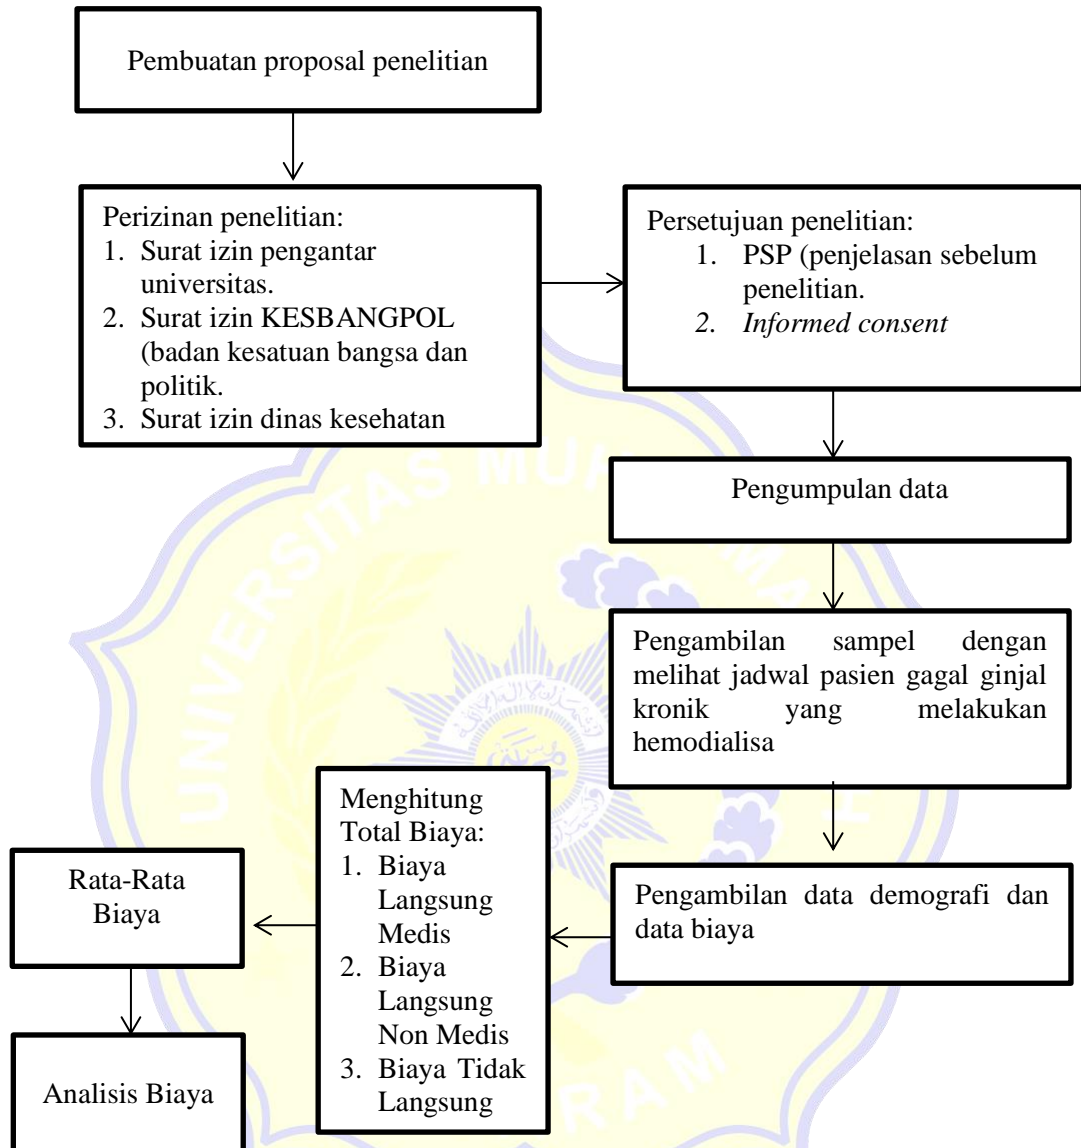 Pembuatan proposal penelitian
Perizinan penelitian:
1. Surat izin pengantar
universitas.
2. Surat izin KESBANGPOL
(badan kesatuan bangsa dan
politik.
3. Surat izin dinas kesehatan
Persetujuan penelitian:
1. PSP (penjelasan sebelum
penelitian.
2. Informed consent
Pengumpulan data
Pengambilan sampel dengan
melihat jadwal pasien gagal ginjal
kronik yang melakukan
hemodialisa
Pengambilan data demografi dan
data biaya
Menghitung
Total Biaya:
1. Biaya
Langsung
Medis
2. Biaya
Langsung
Non Medis
3. Biaya Tidak
Langsung
Rata-Rata
Biaya
Analisis Biaya
UNIVERSITAS MU